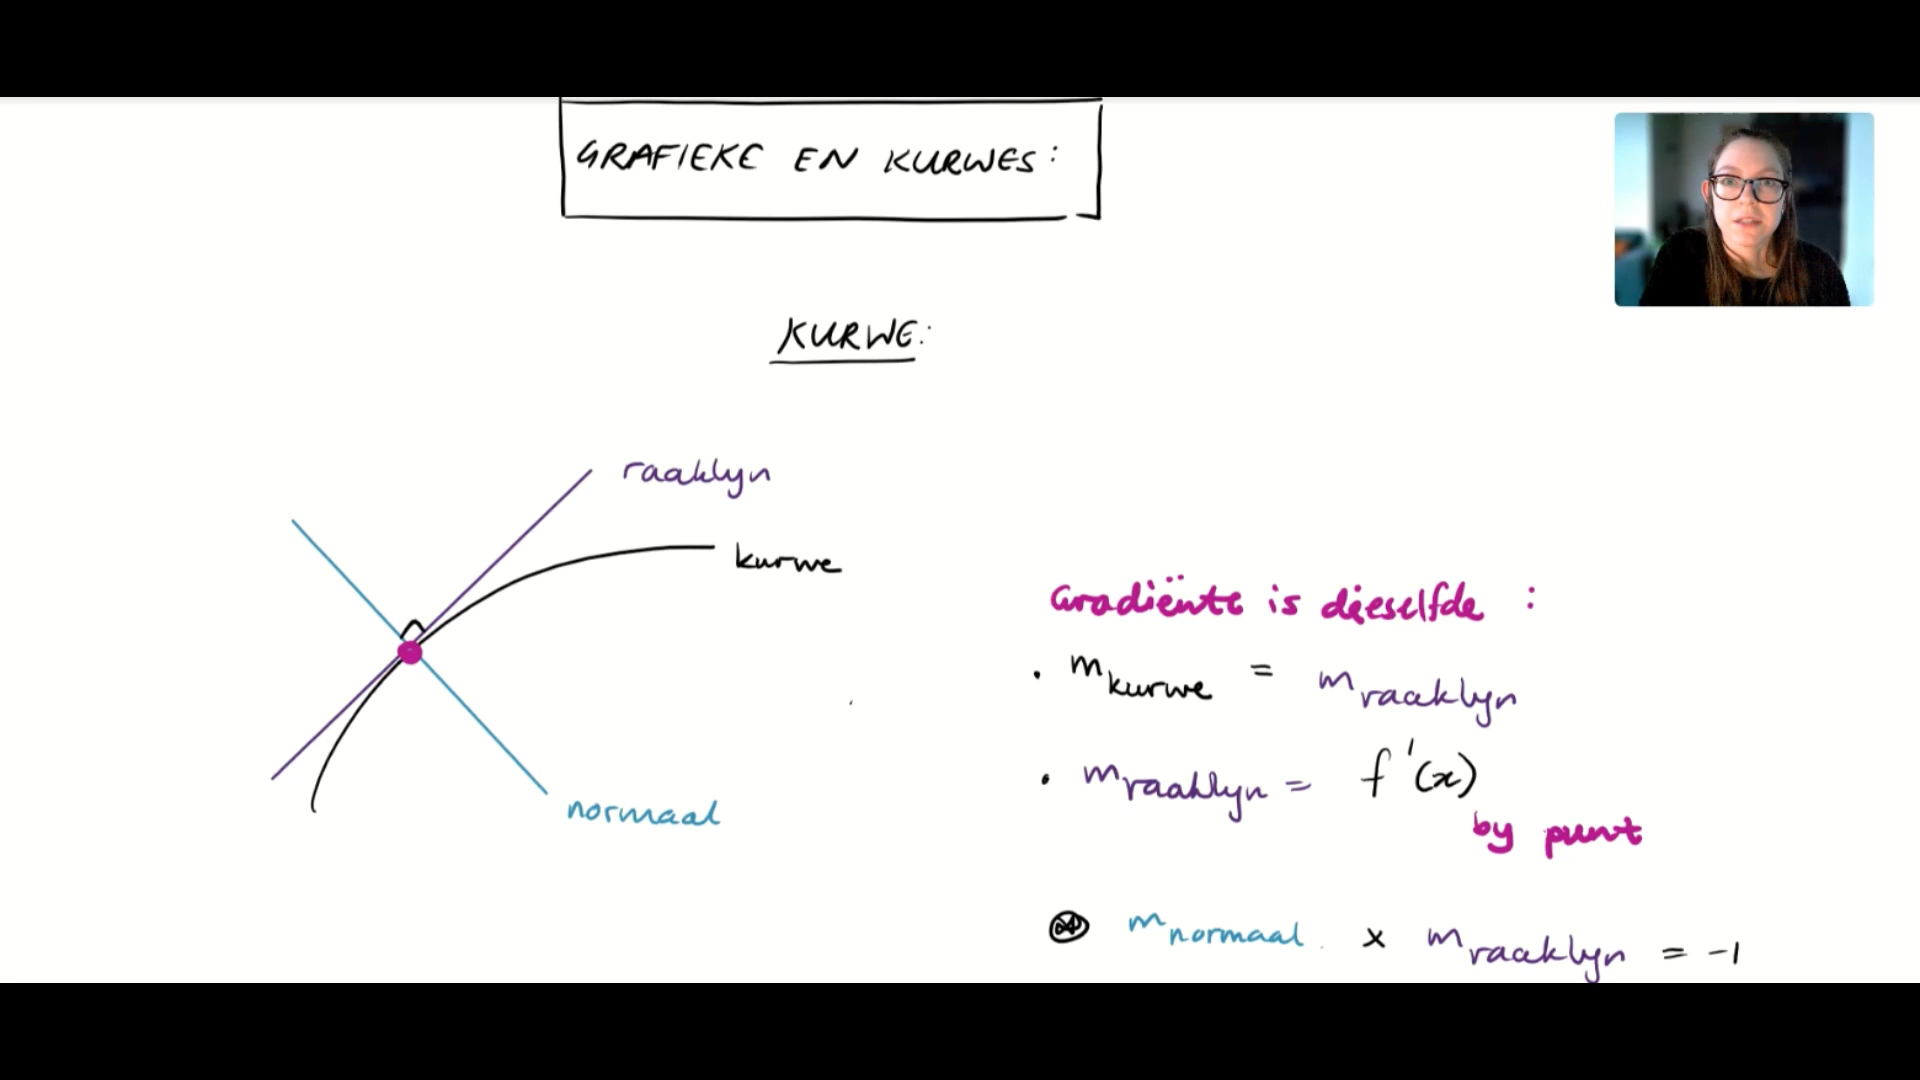 GRAFIEKE EN KURWES:
KURWE:
raaklyn
kurwe
normaal
Gradiënte is dieselfde :
• m kurwe = m raaklyn
• m raaklyn = f'(x)
by punt
⊗ m normaal x m raaklyn = -1